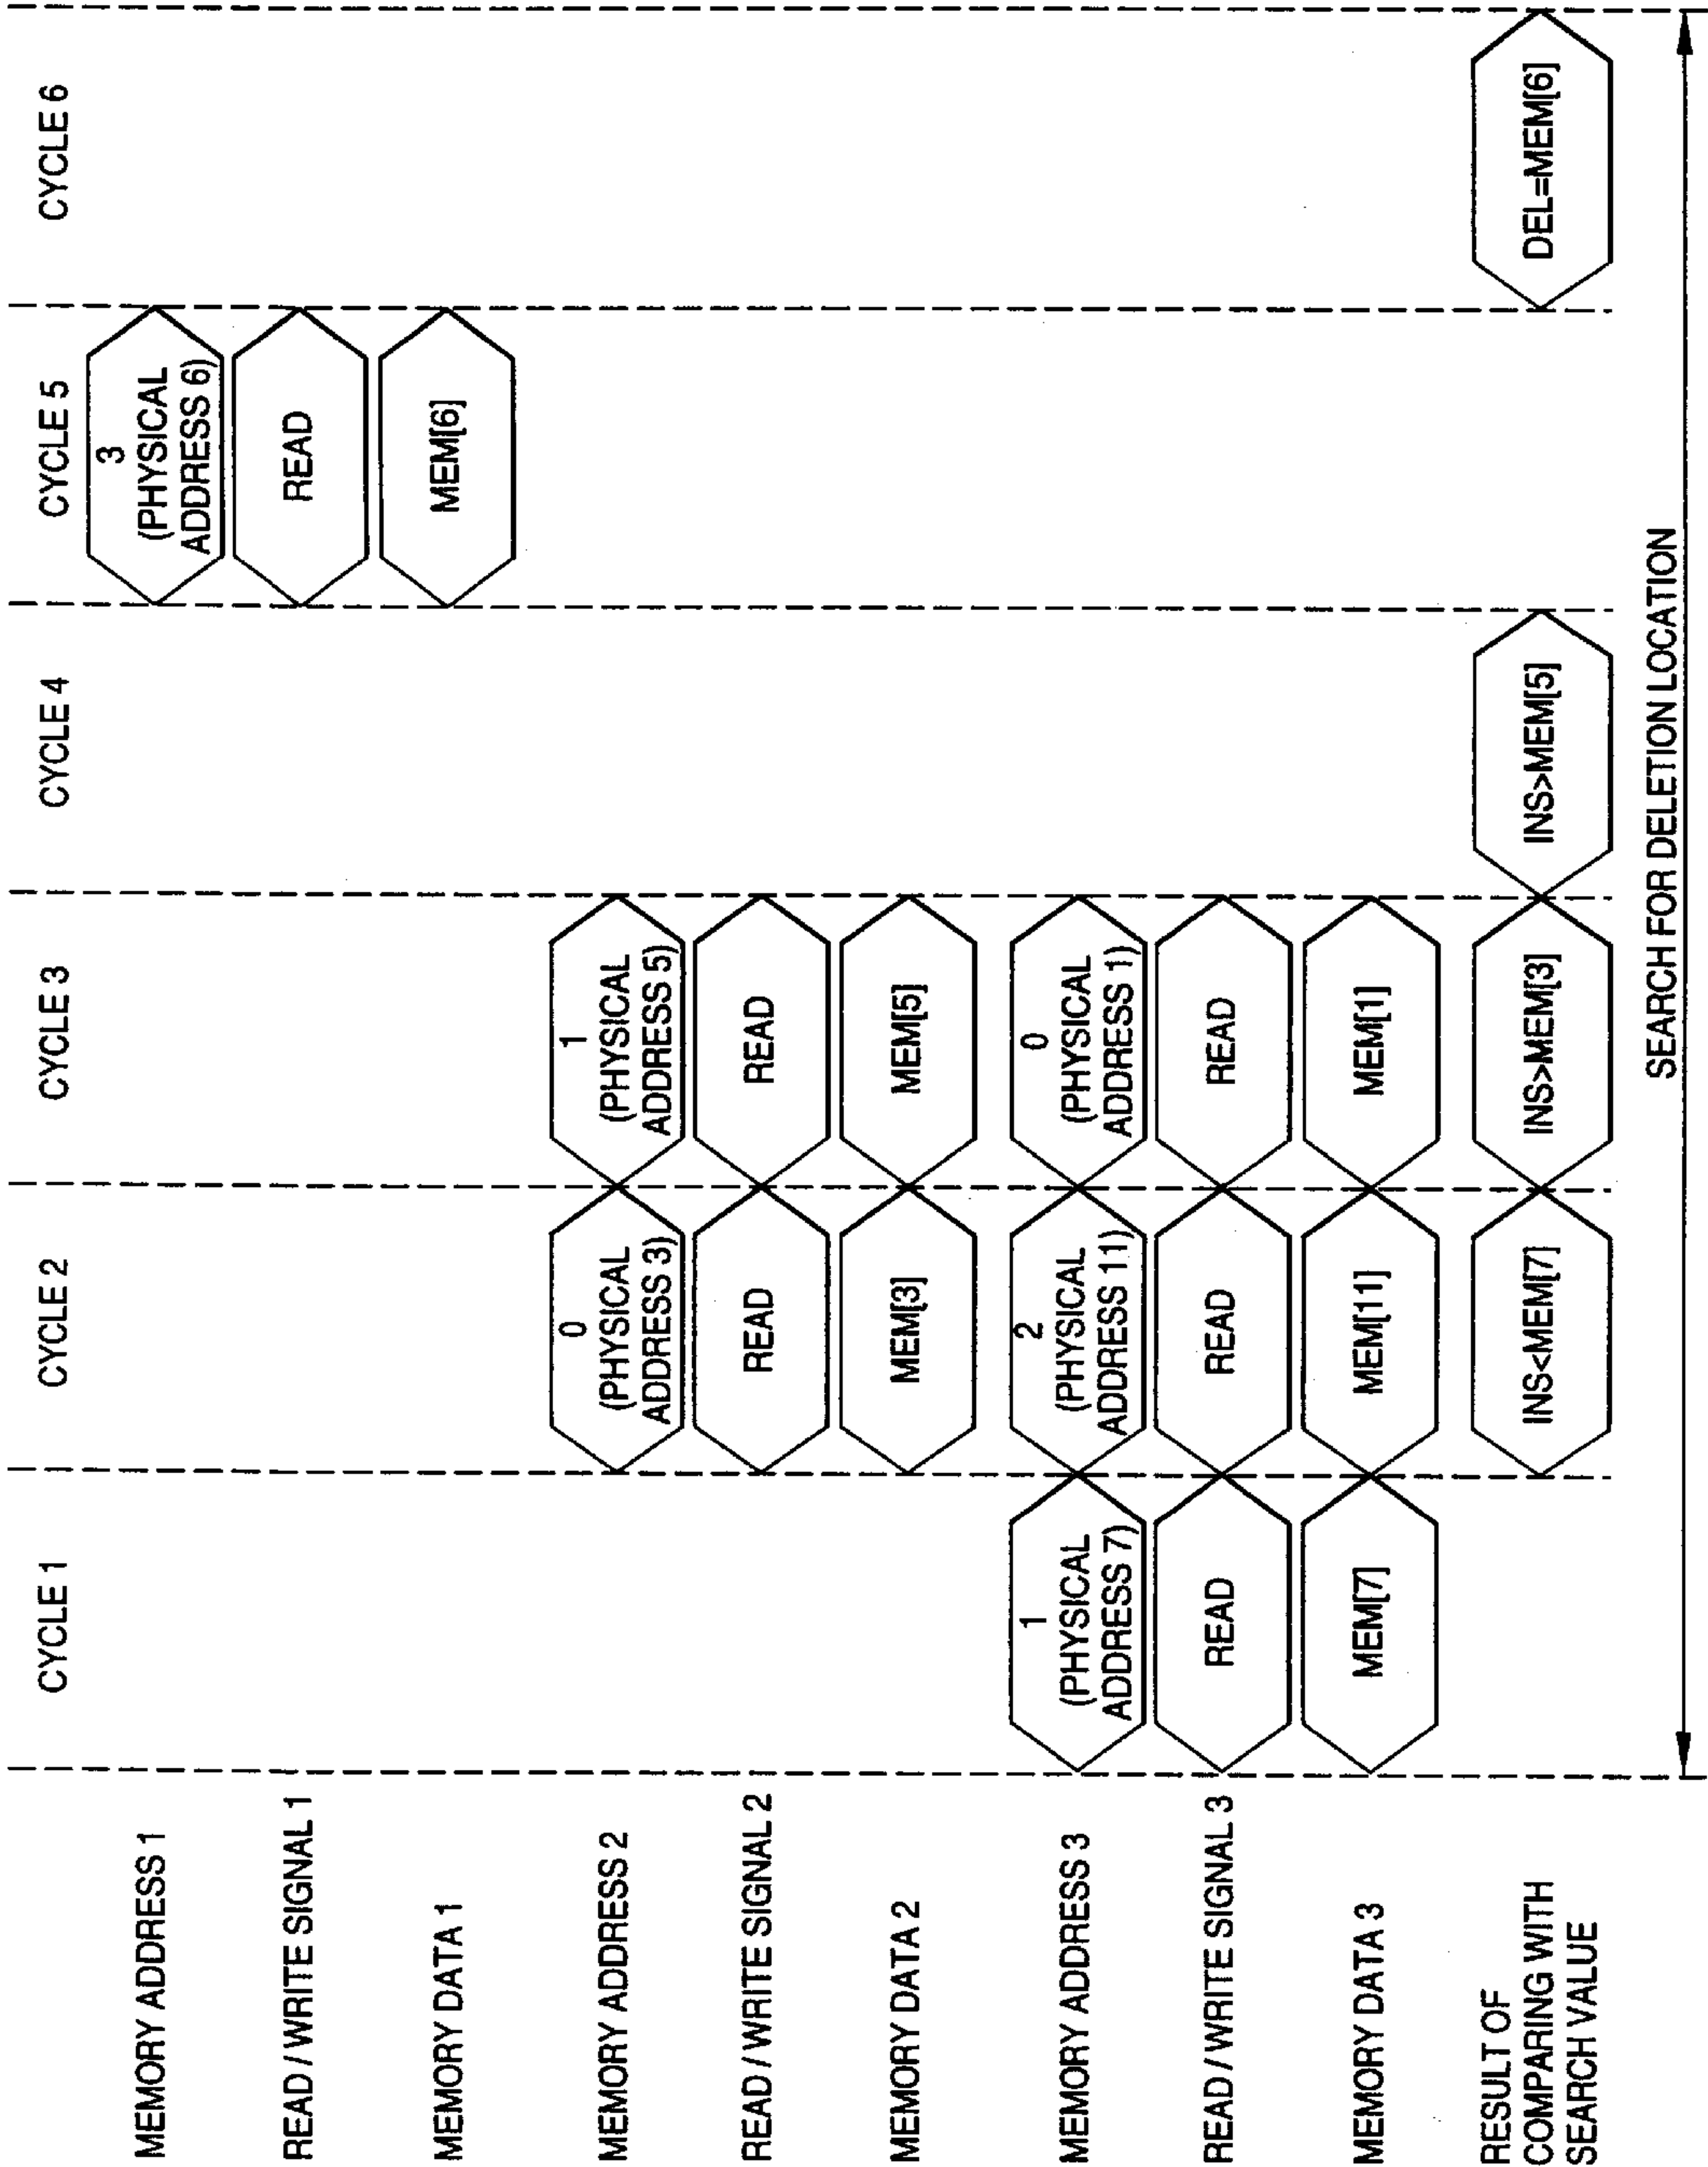 CYCLE 1
CYCLE 2
CYCLE 3
CYCLE 4
CYCLE 5
CYCLE 6
MEMORY ADDRESS 1
3
(PHYSICAL
ADDRESS 6)
READ / WRITE SIGNAL 1
READ
MEMORY DATA 1
MEM[6]
MEMORY ADDRESS 2
0
(PHYSICAL
ADDRESS 3)
1
(PHYSICAL
ADDRESS 5)
READ / WRITE SIGNAL 2
READ
READ
MEMORY DATA 2
MEM[3]
MEM[5]
MEMORY ADDRESS 3
1
(PHYSICAL
ADDRESS 7)
2
(PHYSICAL
ADDRESS 11)
0
(PHYSICAL
ADDRESS 1)
READ / WRITE SIGNAL 3
READ
READ
READ
MEMORY DATA 3
MEM[7]
MEM[11]
MEM[1]
RESULT OF
COMPARING WITH
SEARCH VALUE
INS<MEM[7]
INS>MEM[3]
INS>MEM[5]
DEL=MEM[6]
SEARCH FOR DELETION LOCATION